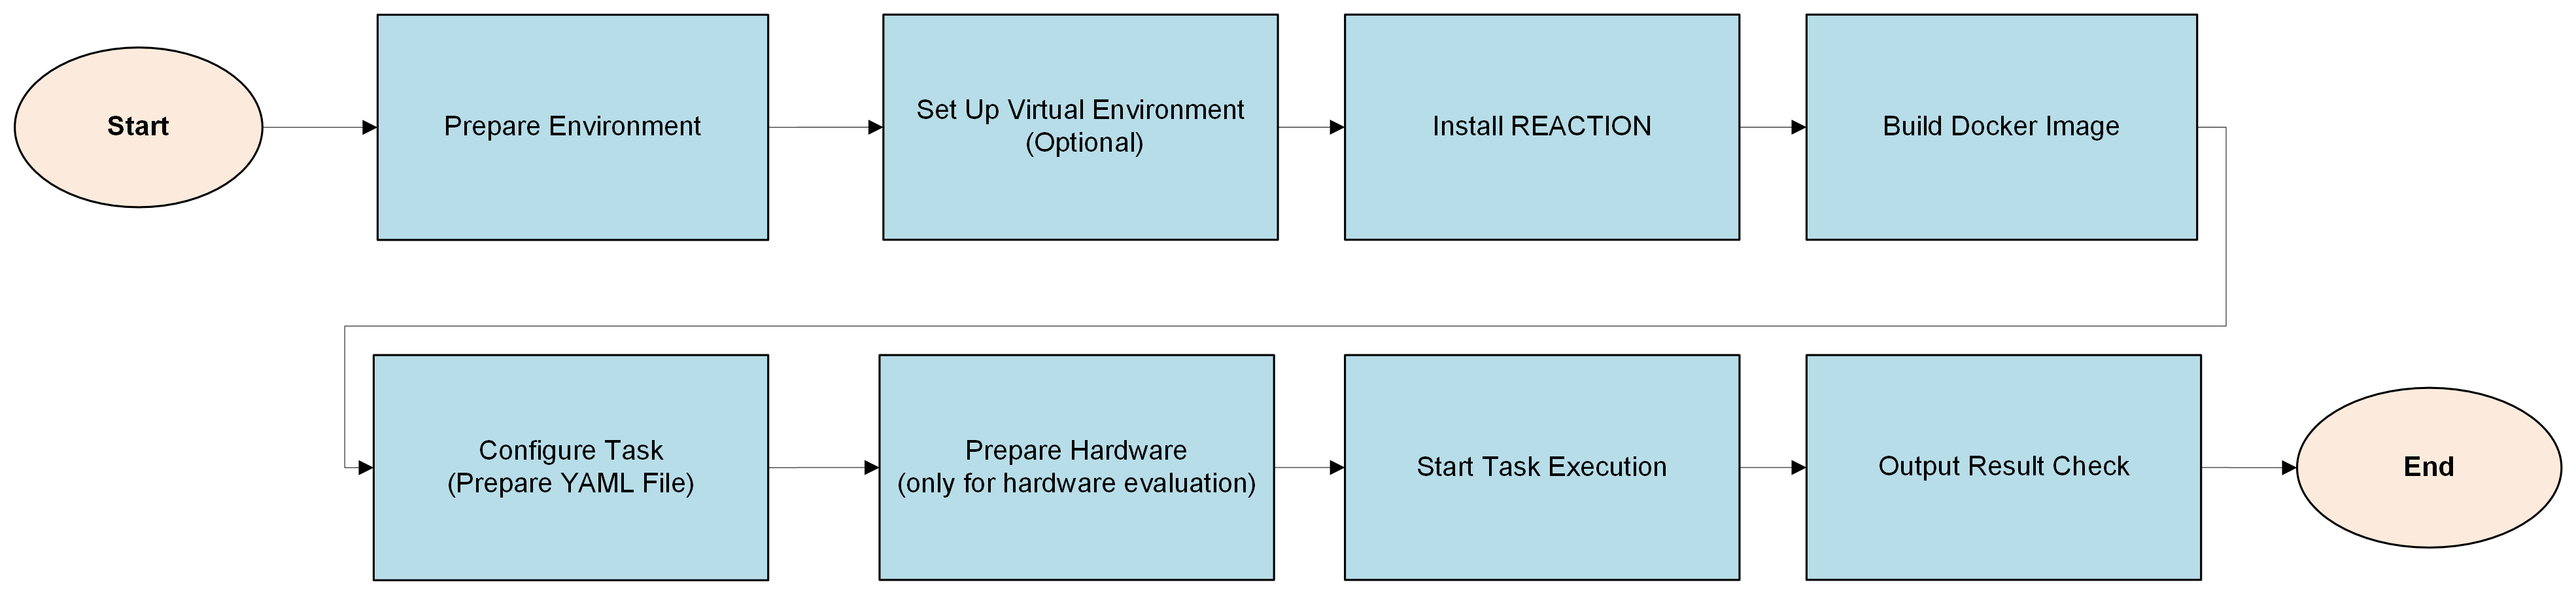 Start
Prepare Environment
Set Up Virtual Environment
(Optional)
Install REACTION
Build Docker Image
Configure Task
(Prepare YAML File)
Prepare Hardware
(only for hardware evaluation)
Start Task Execution
Output Result Check
End